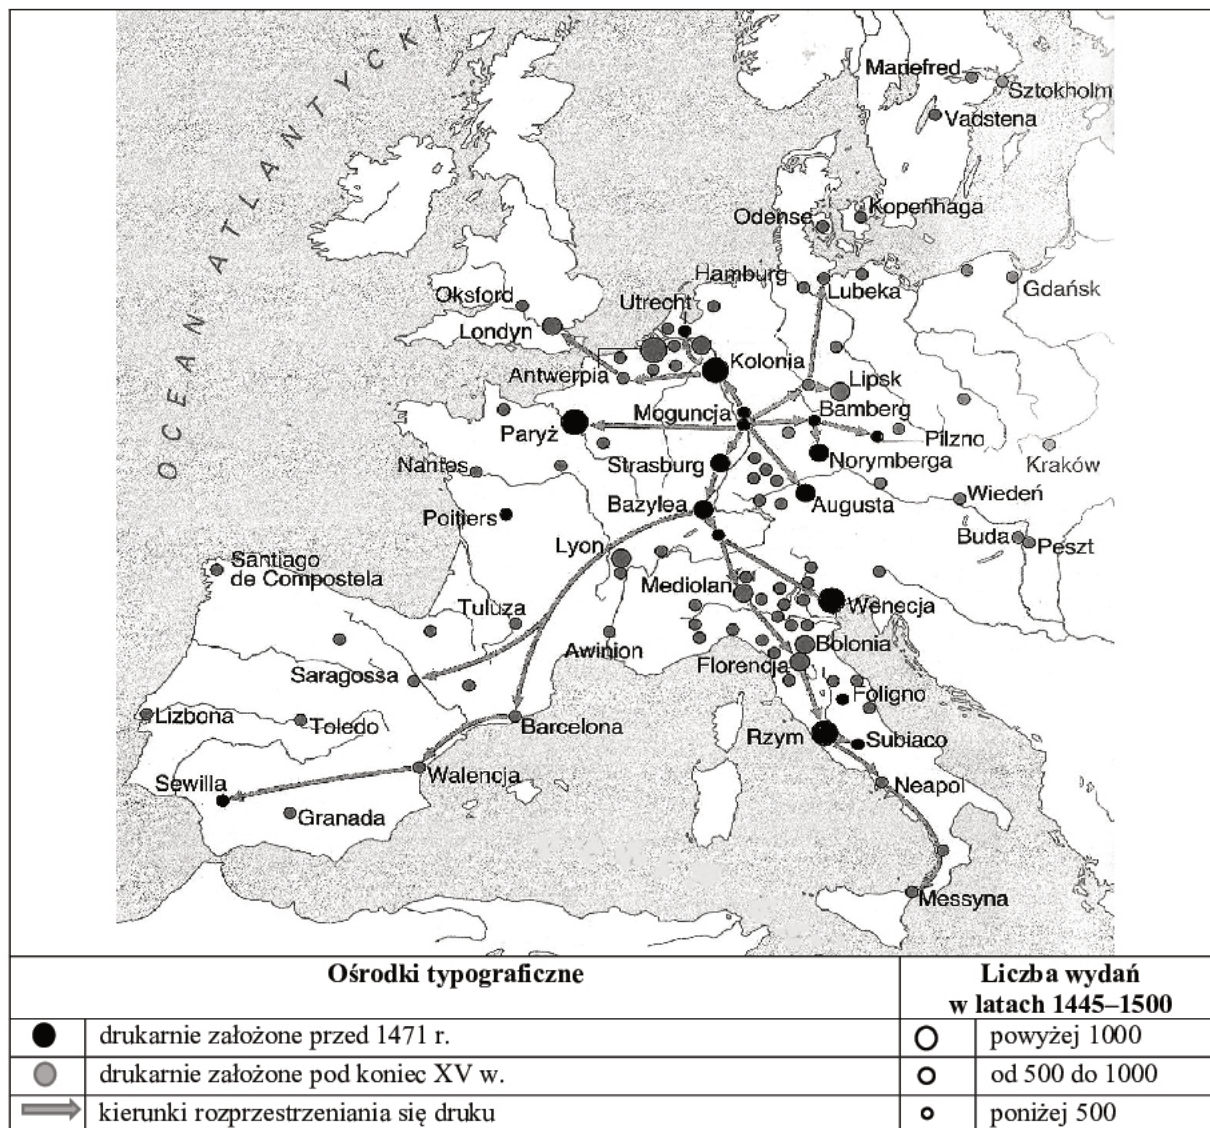 OCEAN ATLANTYCKI
Mariefred
Sztokholm
Vadstena
Odense
Kopenhaga
Hamburg
Lubeka
Gdańsk
Oksford
Utrecht
Londyn
Kolonia
Antwerpia
Lipsk
Moguncja
Bamberg
Paryż
Pilzno
Strasburg
Norymberga
Kraków
Nantes
Bazylea
Augusta
Wiedeń
Poitiers
Buda
Peszt
Lyon
Santiago
de Compostela
Mediolan
Wenecja
Tuluza
Awinion
Bolonia
Florencja
Saragossa
Foligno
Lizbona
Toledo
Barcelona
Rzym
Subiaco
Sewilla
Walencja
Neapol
Granada
Messyna
Ośrodki typograficzne
Liczba wydań
w latach 1445–1500
drukarnie założone przed 1471 r.
powyżej 1000
drukarnie założone pod koniec XV w.
od 500 do 1000
kierunki rozprzestrzeniania się druku
poniżej 500